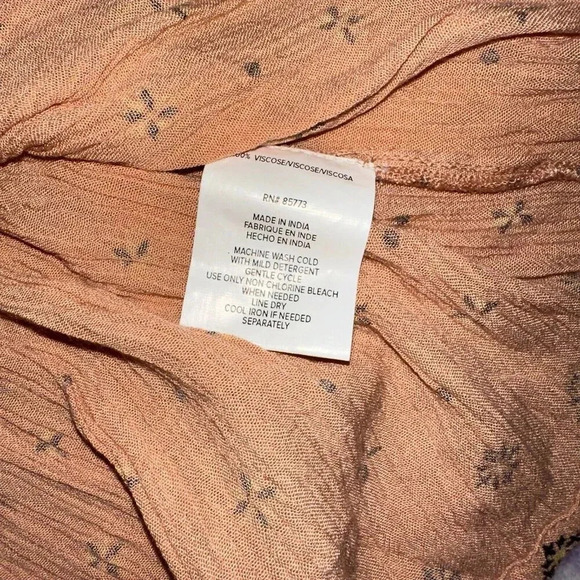 00% VISCOSE/VISCOSE/VISCOSA
RN# 85773
MADE IN INDIA
FABRIQUE EN INDE
HECHO EN INDIA
MACHINE WASH COLD
WITH MILD DETERGENT
GENTLE CYCLE
USE ONLY NON CHLORINE BLEACH
WHEN NEEDED
LINE DRY
COOL IRON IF NEEDED
SEPARATELY